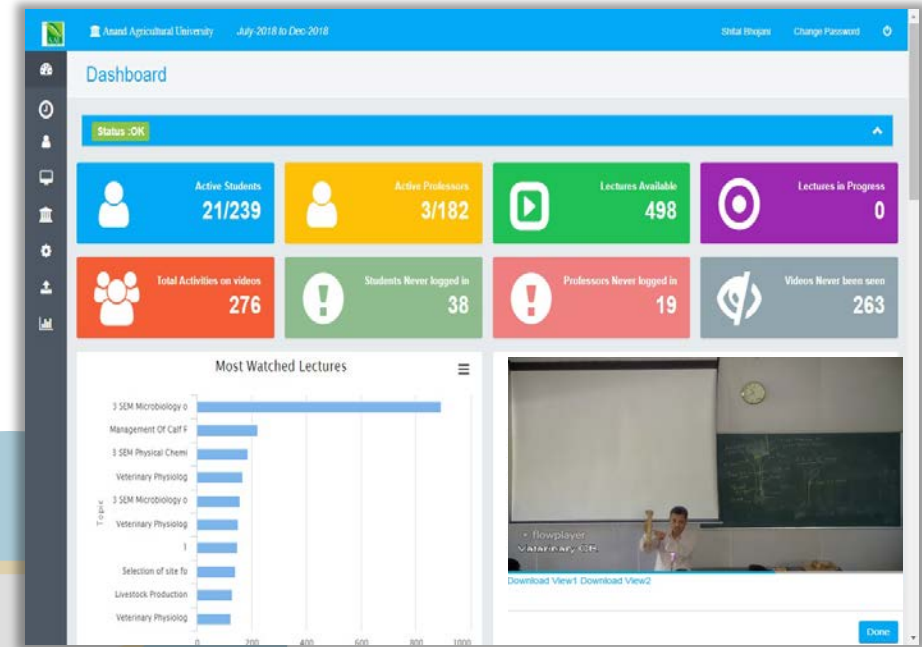 Anand Agricultural University July-2018 to Dec-2018 Shital Bhojani Change Password
Dashboard
Status :OK
Active Students
21/239
Active Professors
3/182
Lectures Available
498
Lectures in Progress
0
Total Activities on videos
276
Students Never logged in
38
Professors Never logged in
19
Videos Never been seen
263
Most Watched Lectures
Topic
3 SEM Microbiology o
Management Of Calf F
3 SEM Physical Chemi
Veterinary Physiolog
3 SEM Microbiology o
Veterinary Physiolog
1
Selection of site fo
Livestock Production
Veterinary Physiolog
0 200 400 600 800 1000
flowplayer
Download View1 Download View2
Done